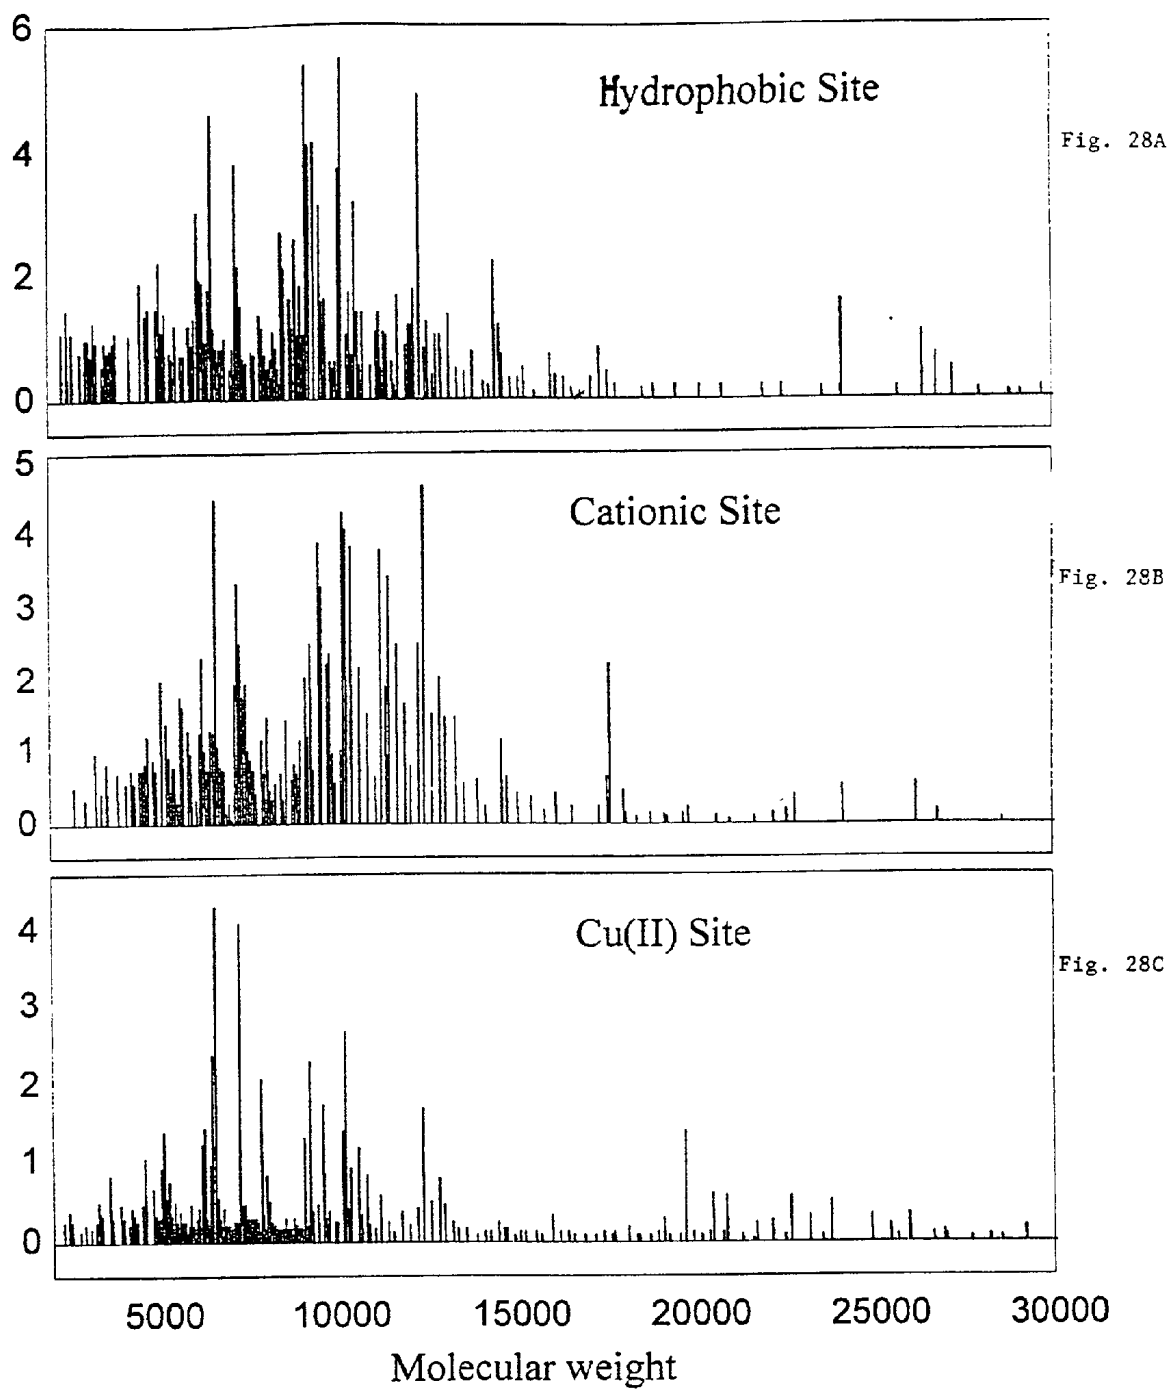 6
Hydrophobic Site
Fig. 28A
4
2
0
5
Cationic Site
4
Fig. 28B
3
2
1
0
4
Cu(II) Site
Fig. 28C
3
2
1
0
5000 10000 15000 20000 25000 30000
Molecular weight